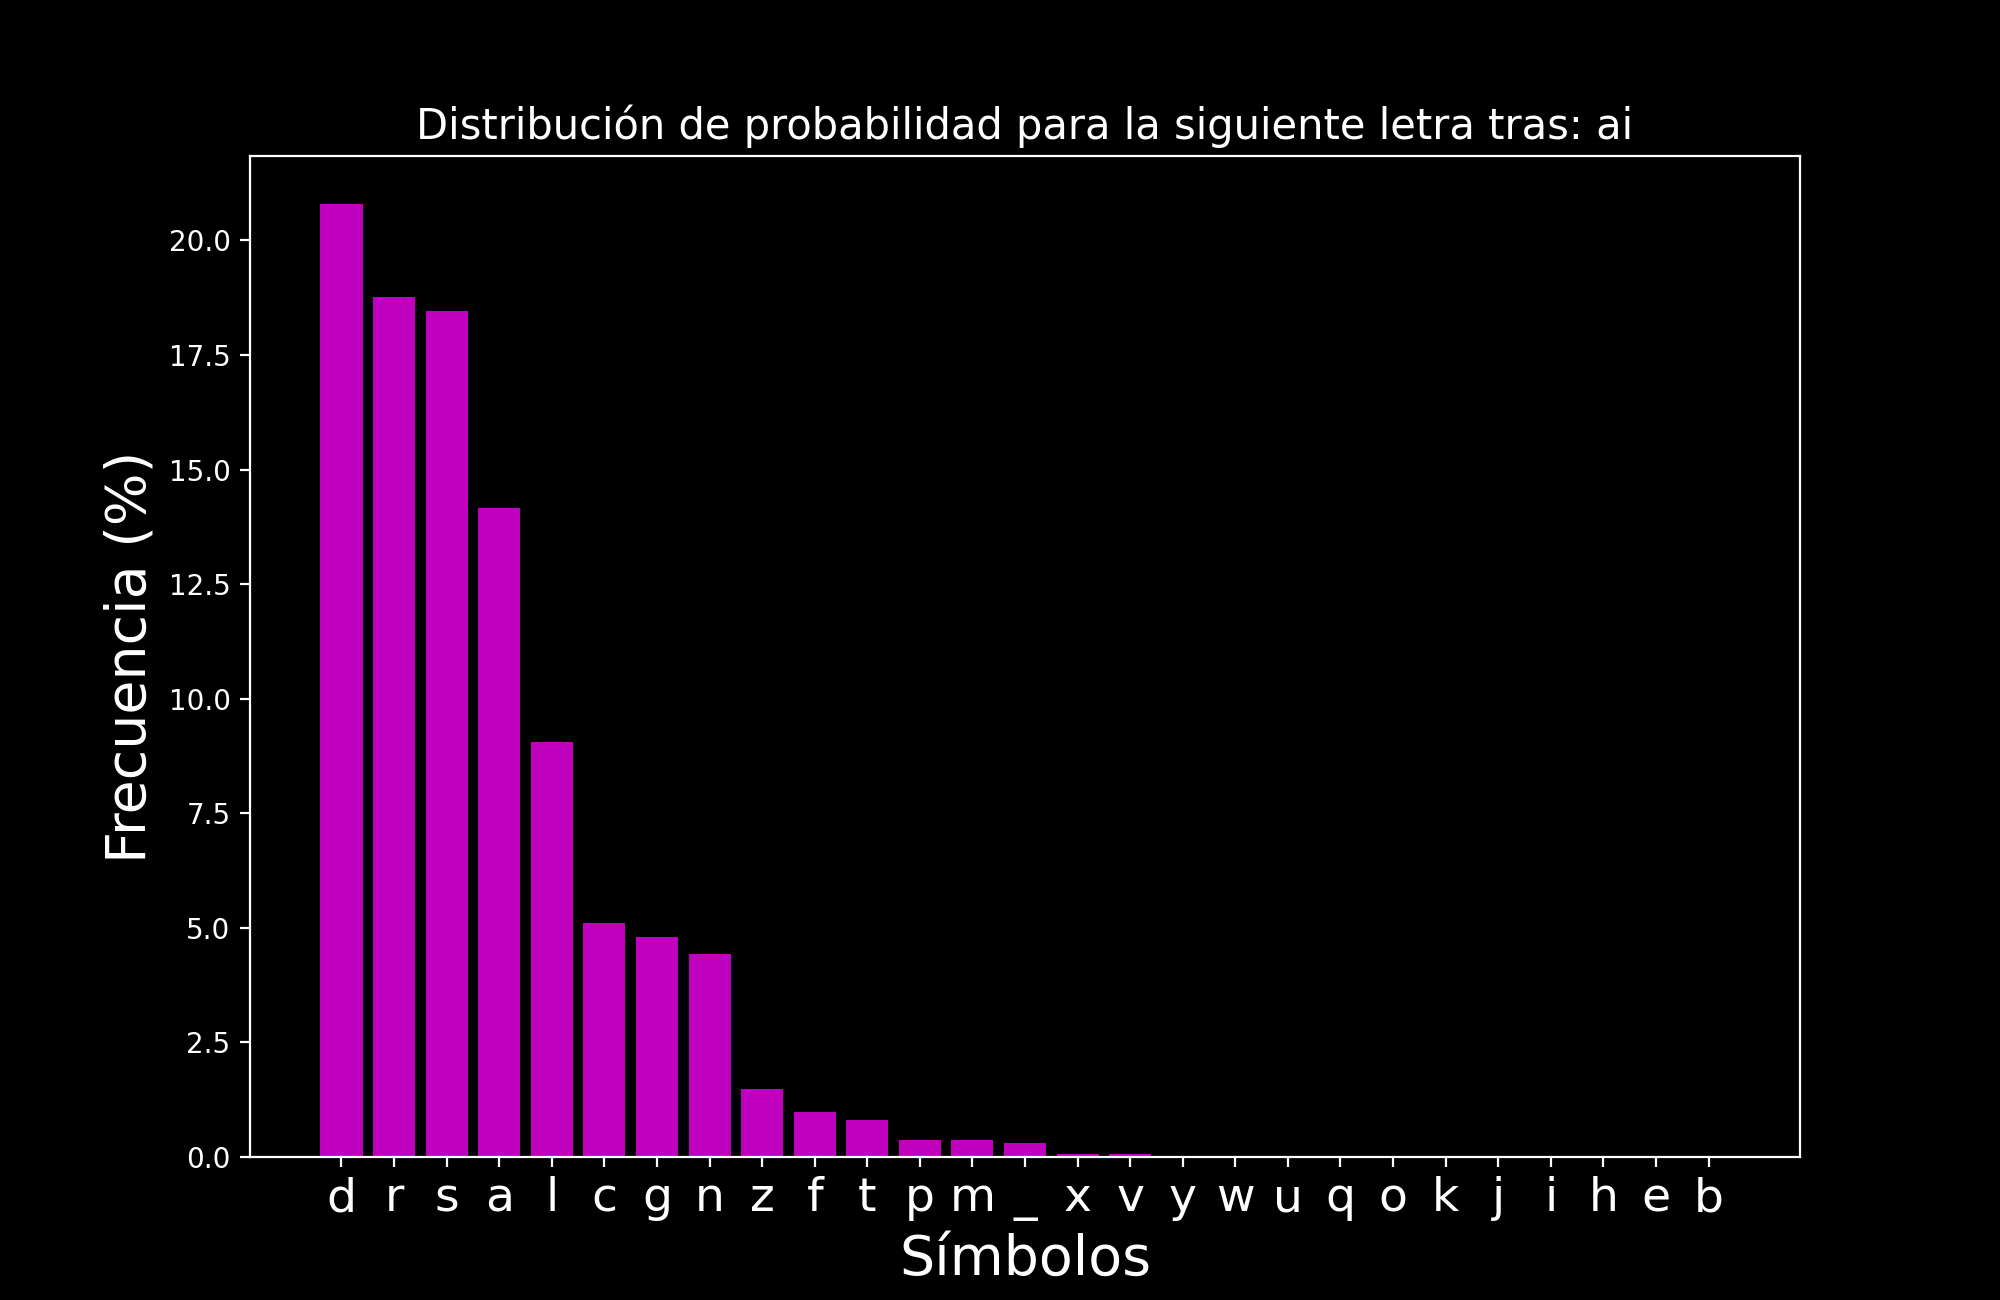 Distribución de probabilidad para la siguiente letra tras: ai
Frecuencia (%)
20.0
17.5
15.0
12.5
10.0
7.5
5.0
2.5
0.0
d r s a l c g n z f t p m _ x v y w u q o k j i h e b
Símbolos